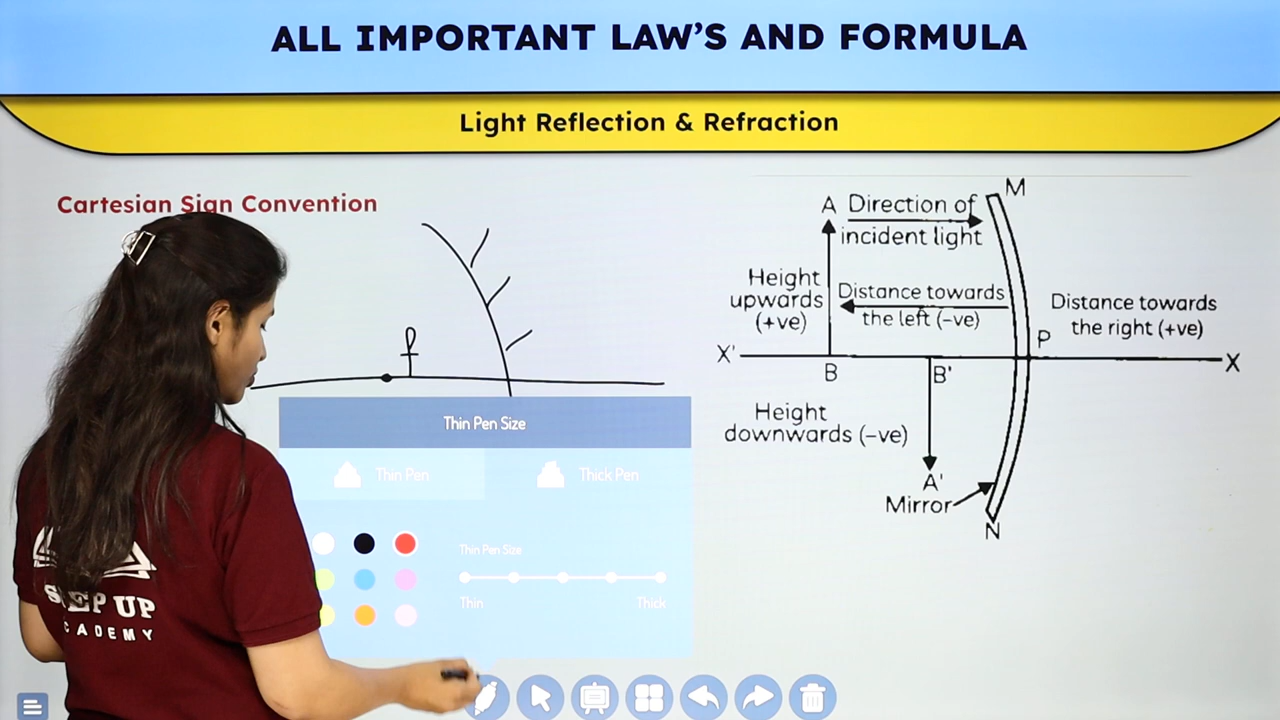 ALL IMPORTANT LAW'S AND FORMULA
Light Reflection & Refraction
Cartesian Sign Convention
f
Thin Pen Size
Thin Pen
Thick Pen
Thin Pen Size
Thin
Thick
M
A
Direction of
incident light
Height
upwards
(+ve)
Distance towards
the left (-ve)
Distance towards
the right (+ve)
P
X'
X
B
B'
Height
downwards (-ve)
A'
Mirror
N
UP
CADEMY